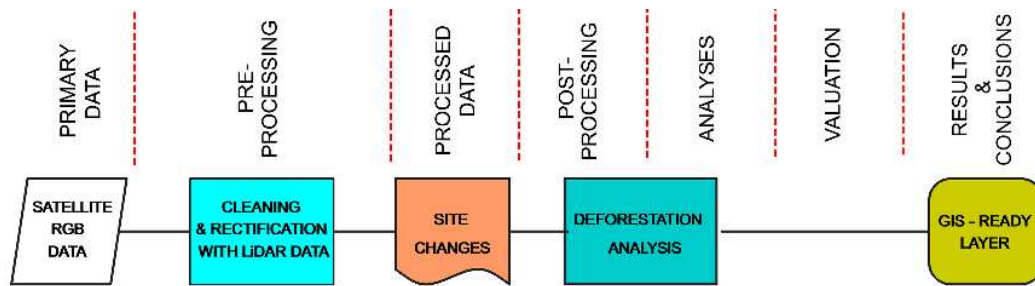 PRIMARY
DATA
PRE-
PROCESSING
PROCESSED
DATA
POST-
PROCESSING
ANALYSES
VALUATION
RESULTS
&
CONCLUSIONS
SATELLITE
RGB
DATA
CLEANING
& RECTIFICATION
WITH LiDAR DATA
SITE
CHANGES
DEFORESTATION
ANALYSIS
GIS - READY
LAYER